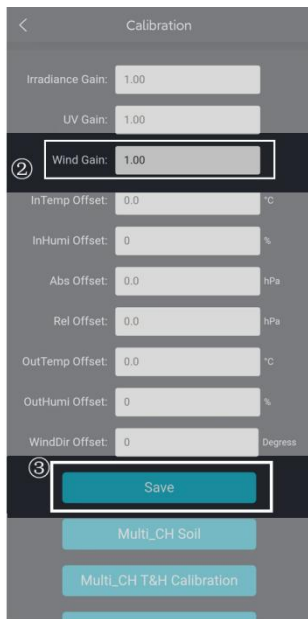 Calibration
Irradiance Gain: 1.00
UV Gain: 1.00
② Wind Gain: 1.00
InTemp Offset: 0.0 °C
InHumi Offset: 0 %
Abs Offset: 0.0 hPa
Rel Offset: 0.0 hPa
OutTemp Offset: 0.0 °C
OutHumi Offset: 0 %
WindDir Offset: 0 Degress
③
Save
Multi_CH Soil
Multi_CH T&H Calibration